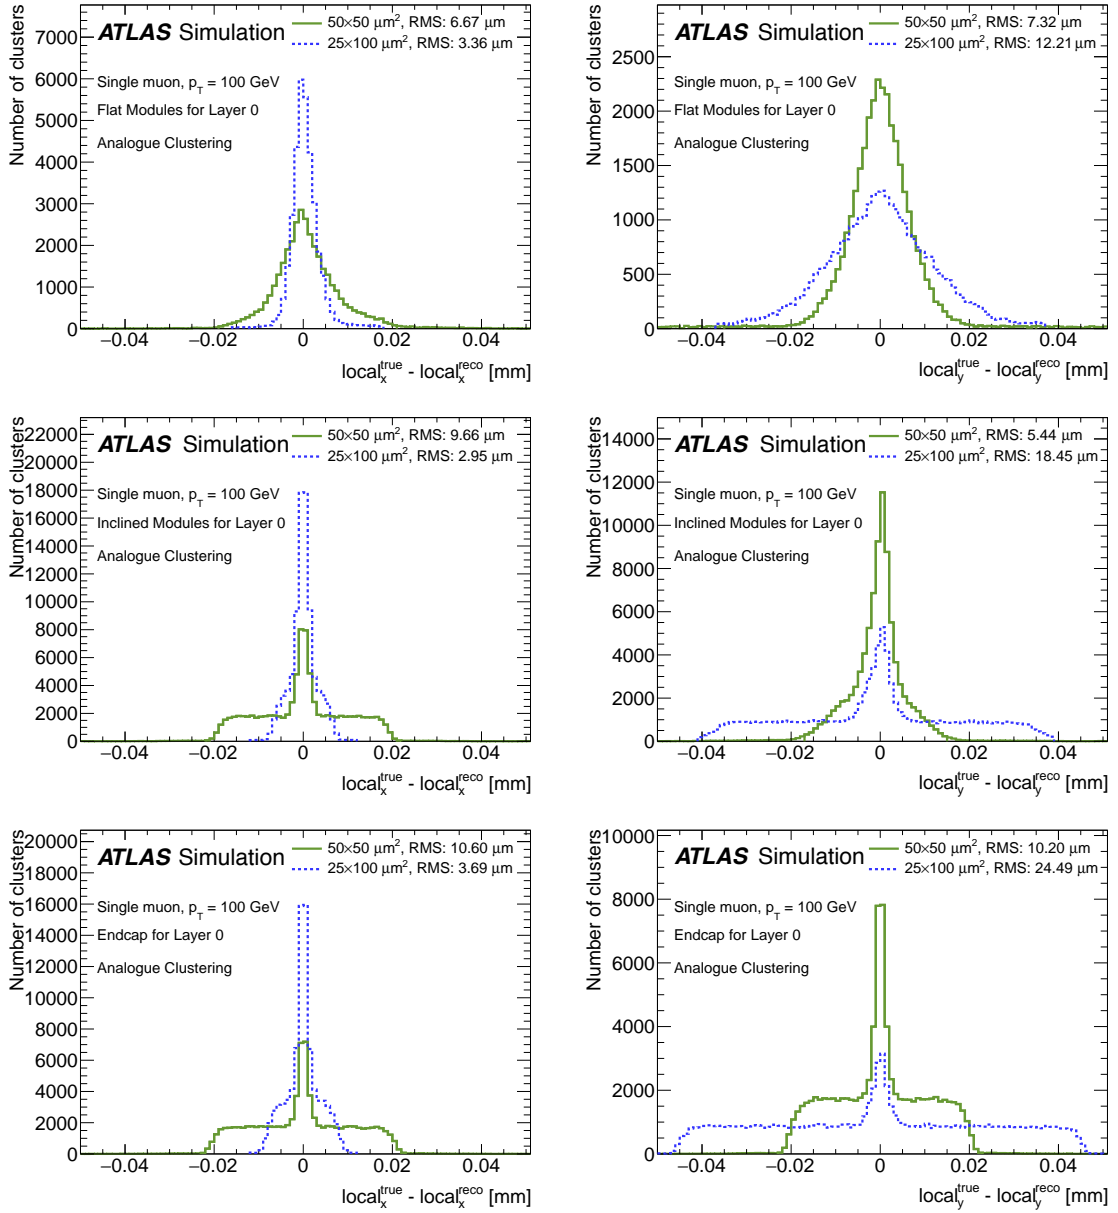 Number of clusters
ATLAS Simulation
50×50 μm², RMS: 6.67 μm
25×100 μm², RMS: 3.36 μm
Single muon, p_T = 100 GeV
Flat Modules for Layer 0
Analogue Clustering
7000
6000
5000
4000
3000
2000
1000
0
−0.04 −0.02 0 0.02 0.04
local_x^true - local_x^reco [mm]
Number of clusters
ATLAS Simulation
50×50 μm², RMS: 7.32 μm
25×100 μm², RMS: 12.21 μm
Single muon, p_T = 100 GeV
Flat Modules for Layer 0
Analogue Clustering
2500
2000
1500
1000
500
0
−0.04 −0.02 0 0.02 0.04
local_y^true - local_y^reco [mm]
Number of clusters
ATLAS Simulation
50×50 μm², RMS: 9.66 μm
25×100 μm², RMS: 2.95 μm
Single muon, p_T = 100 GeV
Inclined Modules for Layer 0
Analogue Clustering
22000
20000
18000
16000
14000
12000
10000
8000
6000
4000
2000
0
−0.04 −0.02 0 0.02 0.04
local_x^true - local_x^reco [mm]
Number of clusters
ATLAS Simulation
50×50 μm², RMS: 5.44 μm
25×100 μm², RMS: 18.45 μm
Single muon, p_T = 100 GeV
Inclined Modules for Layer 0
Analogue Clustering
14000
12000
10000
8000
6000
4000
2000
0
−0.04 −0.02 0 0.02 0.04
local_y^true - local_y^reco [mm]
Number of clusters
ATLAS Simulation
50×50 μm², RMS: 10.60 μm
25×100 μm², RMS: 3.69 μm
Single muon, p_T = 100 GeV
Endcap for Layer 0
Analogue Clustering
20000
18000
16000
14000
12000
10000
8000
6000
4000
2000
0
−0.04 −0.02 0 0.02 0.04
local_x^true - local_x^reco [mm]
Number of clusters
ATLAS Simulation
50×50 μm², RMS: 10.20 μm
25×100 μm², RMS: 24.49 μm
Single muon, p_T = 100 GeV
Endcap for Layer 0
Analogue Clustering
10000
8000
6000
4000
2000
0
−0.04 −0.02 0 0.02 0.04
local_y^true - local_y^reco [mm]